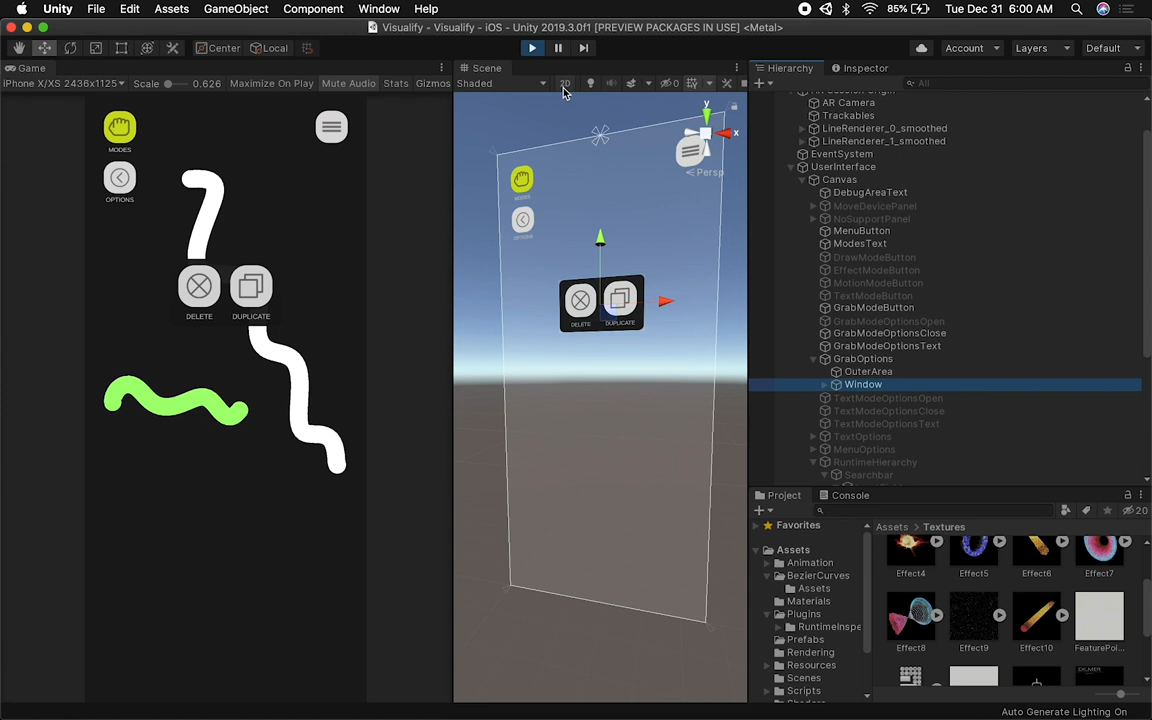 Unity File Edit Assets GameObject Component Window Help 85% Tue Dec 31 6:00 AM
Visualify - Visualify - iOS - Unity 2019.3.0f1 [PREVIEW PACKAGES IN USE] <Metal>
Center Local Account Layers Default
Game Scene Hierarchy Inspector
iPhone X/XS 2436x1125 Scale 0.626 Maximize On Play Mute Audio Stats Gizmos Shaded 2D 0 All
AR Camera
Trackables
LineRenderer_0_smoothed
LineRenderer_1_smoothed
EventSystem
UserInterface
Canvas
DebugAreaText
MoveDevicePanel
NoSupportPanel
MenuButton
ModesText
DrawModeButton
EffectModeButton
MotionModeButton
TextModeButton
GrabModeButton
GrabModeOptionsOpen
GrabModeOptionsClose
GrabModeOptionsText
GrabOptions
OuterArea
Window
TextModeOptionsOpen
TextModeOptionsClose
TextModeOptionsText
TextOptions
MenuOptions
RuntimeHierarchy
Searchbar
MODES
OPTIONS
DELETE DUPLICATE
y
x
Persp
MODES
OPTIONS
DELETE DUPLICATE
Project Console
20
Favorites
Assets
Animation
BezierCurves
Assets
Materials
Plugins
RuntimeInspe
Prefabs
Rendering
Resources
Scenes
Scripts
Assets > Textures
Effect4 Effect5 Effect6 Effect7
Effect8 Effect9 Effect10 FeaturePoi...
Auto Generate Lighting On